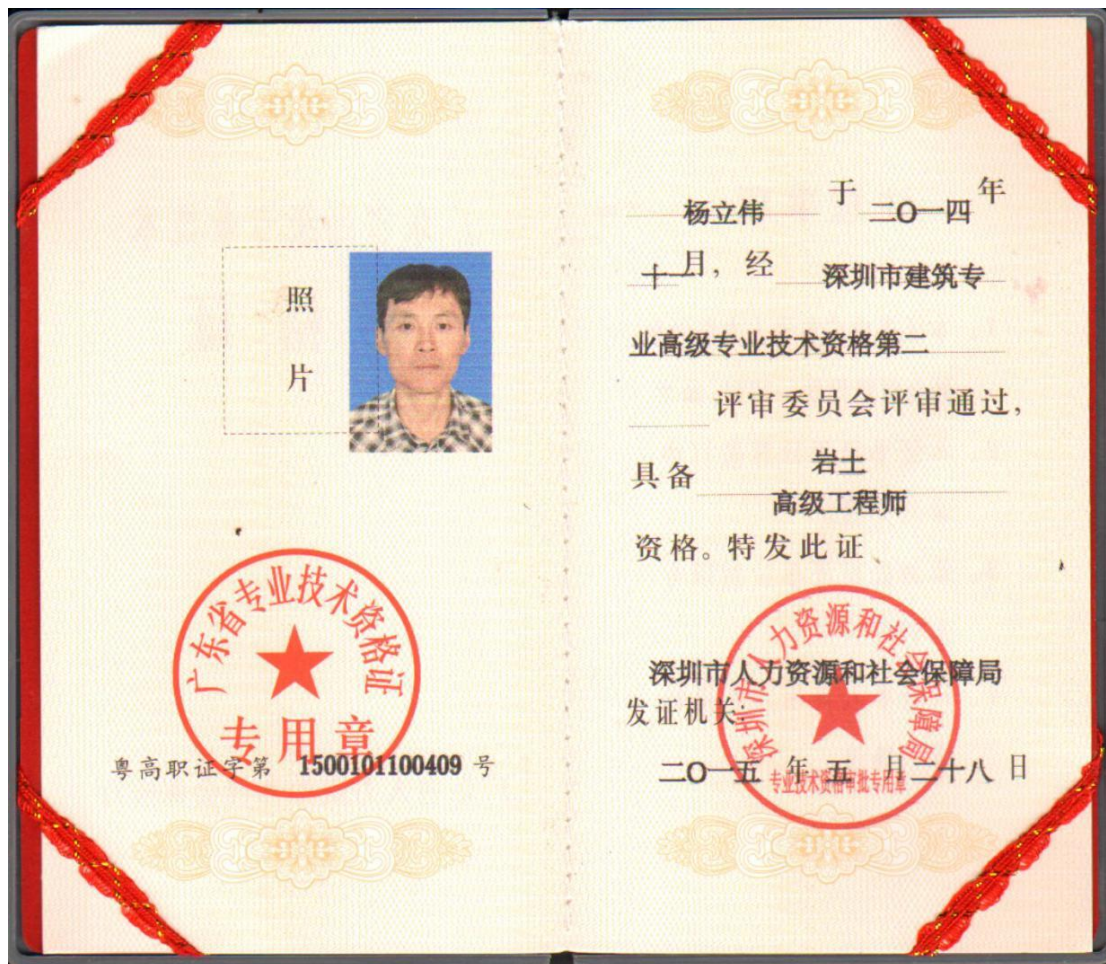 照
片
广东省专业技术资格证
专用章
粤高职证字第 1500101100409 号
杨立伟 于 二O一四 年
十 月，经 深圳市建筑专
业高级专业技术资格第二
评审委员会评审通过,
具备 岩土
高级工程师
资格。特发此证
深圳市人力资源和社会保障局
深圳市人力资源和社会保障局
发证机关:
二O一五 年 五 月 二十八 日
专业技术资格审批专用章